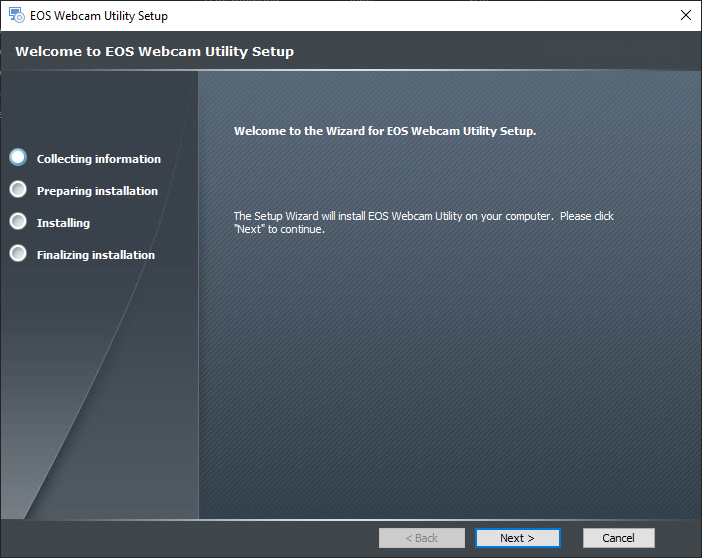 EOS Webcam Utility Setup
Welcome to EOS Webcam Utility Setup
Collecting information
Preparing installation
Installing
Finalizing installation
Welcome to the Wizard for EOS Webcam Utility Setup.
The Setup Wizard will install EOS Webcam Utility on your computer.  Please click
"Next" to continue.
< Back
Next >
Cancel